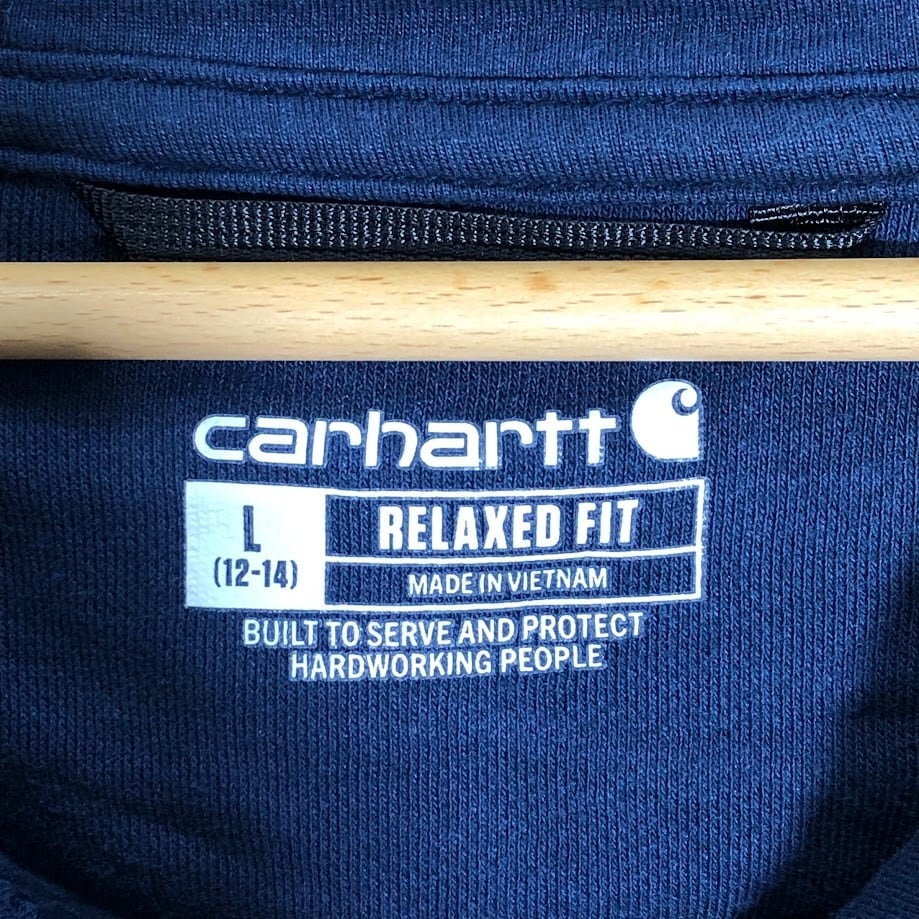 carhartt
L
(12-14)
RELAXED FIT
MADE IN VIETNAM
BUILT TO SERVE AND PROTECT
HARDWORKING PEOPLE